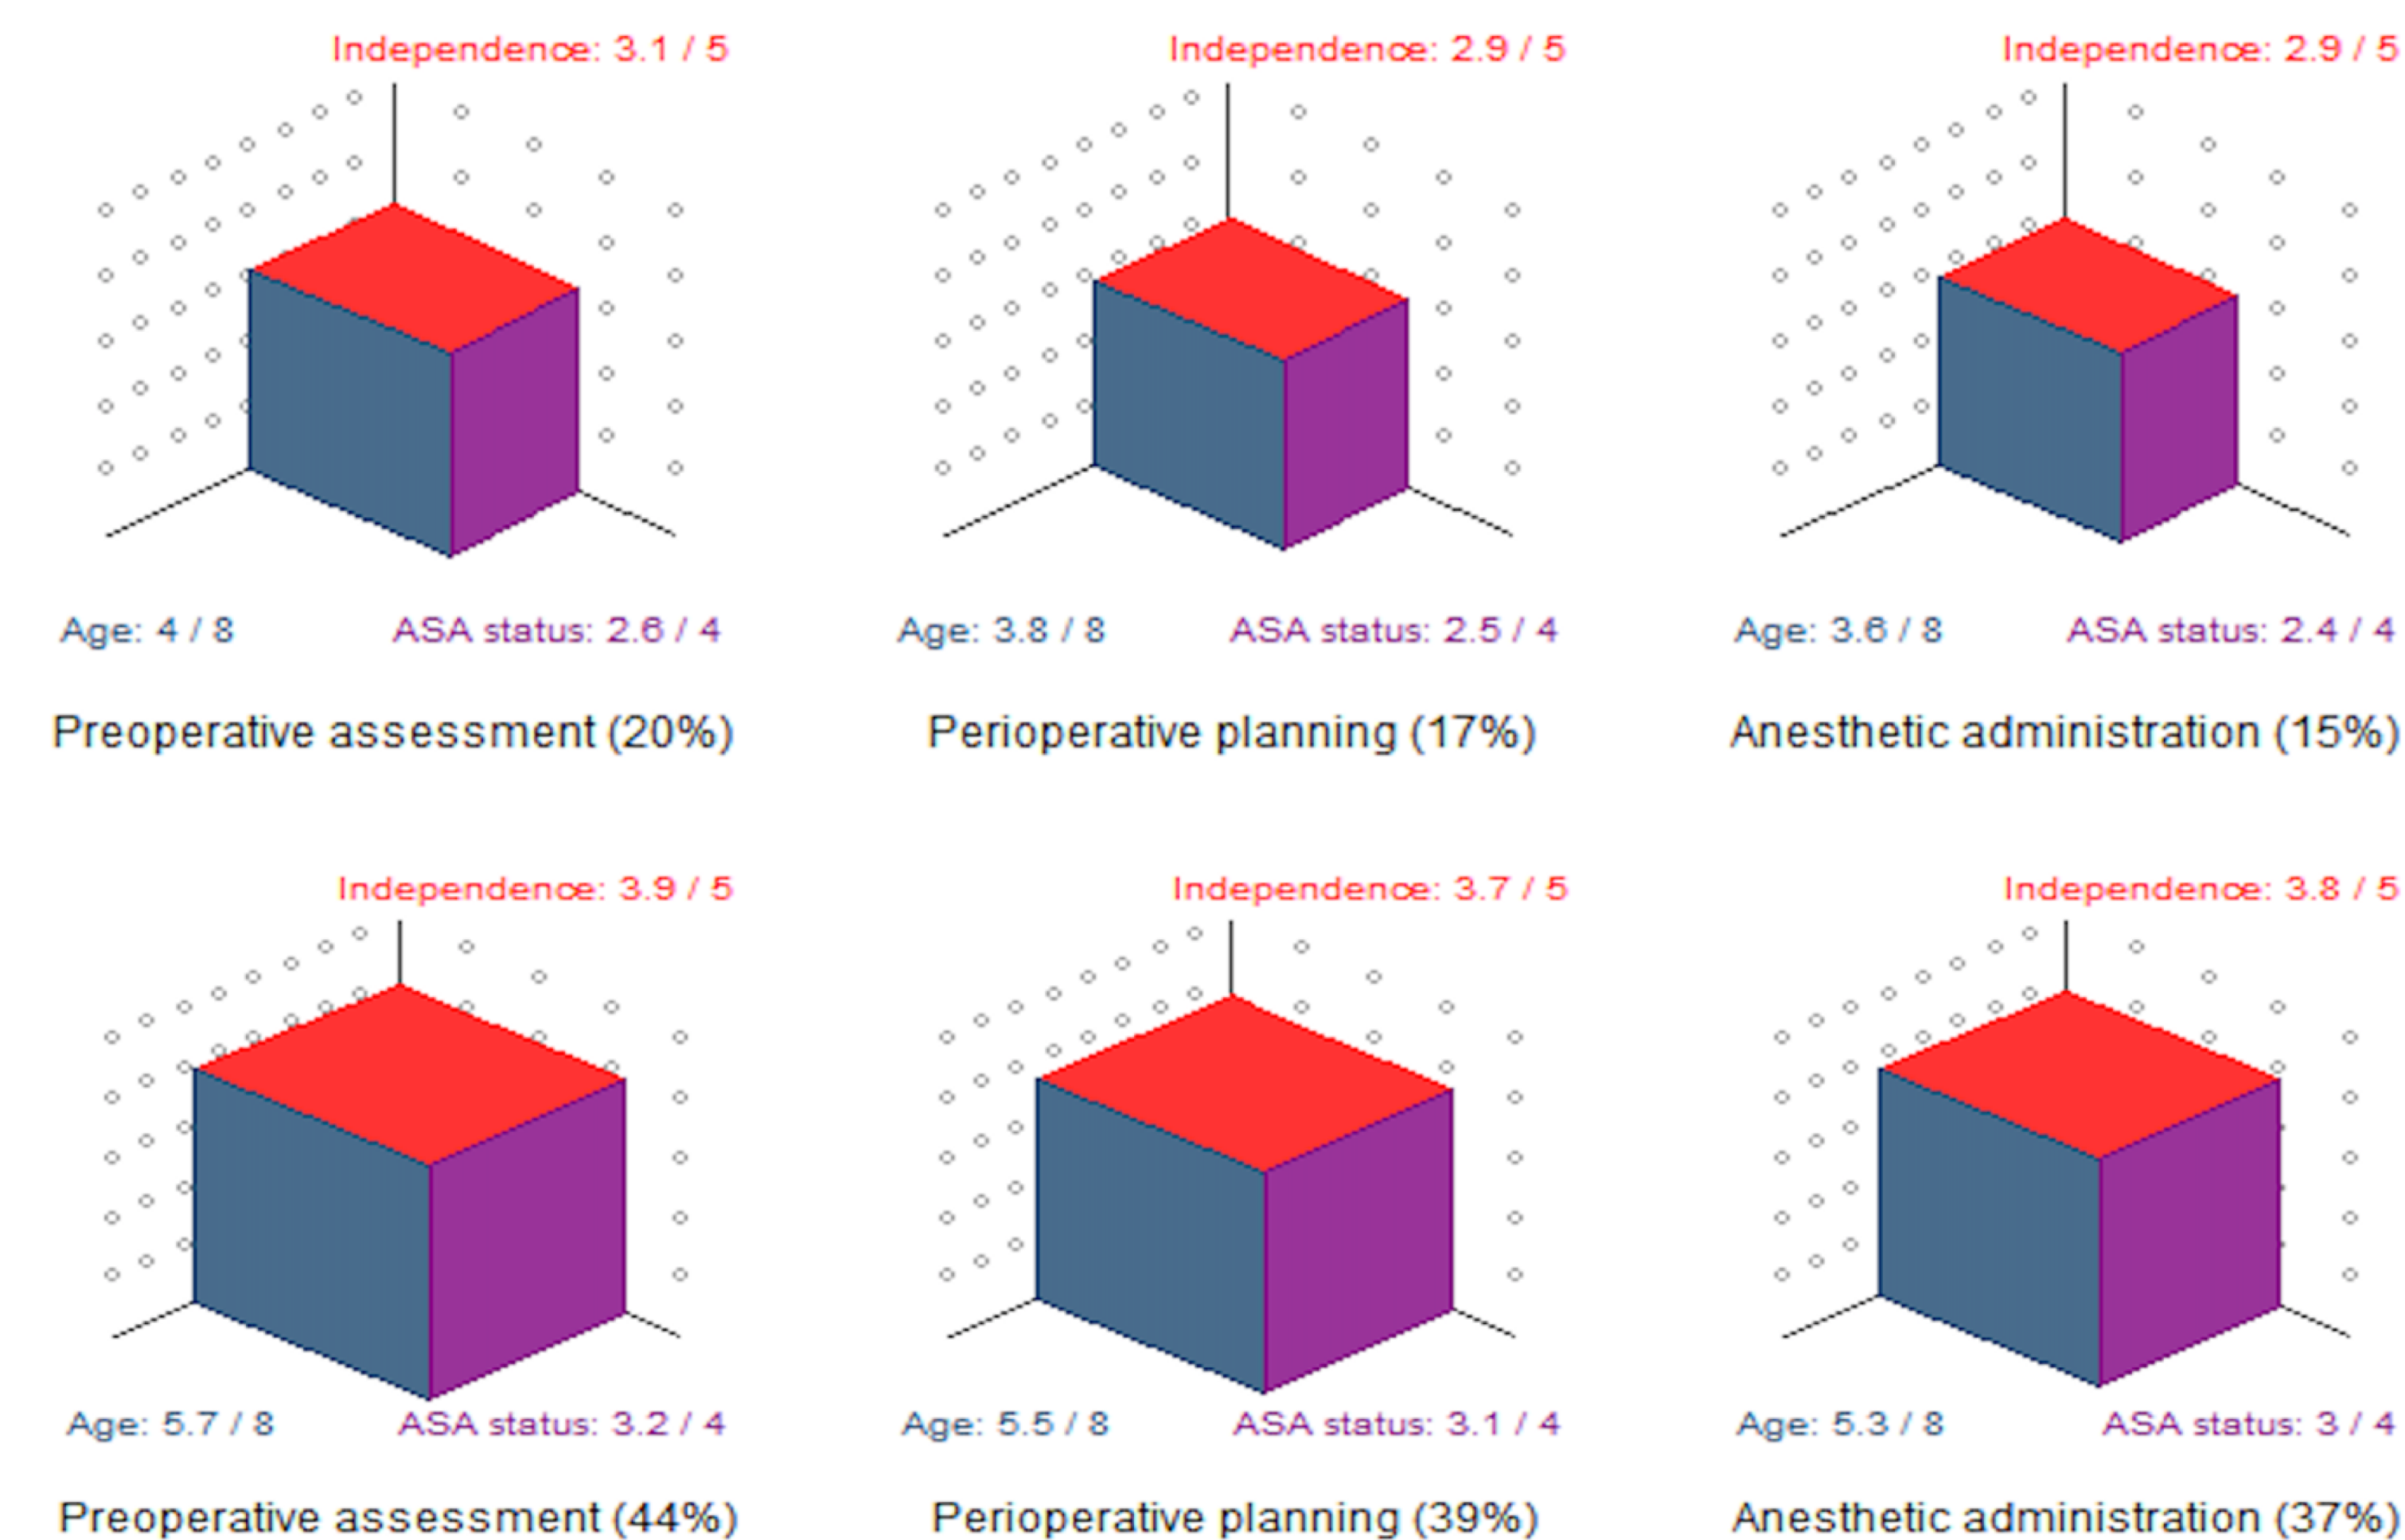 Independence: 3.1 / 5
Independence: 2.9 / 5
Independence: 2.9 / 5
Age: 4 / 8
ASA status: 2.6 / 4
Age: 3.8 / 8
ASA status: 2.5 / 4
Age: 3.6 / 8
ASA status: 2.4 / 4
Preoperative assessment (20%)
Perioperative planning (17%)
Anesthetic administration (15%)
Independence: 3.9 / 5
Independence: 3.7 / 5
Independence: 3.8 / 5
Age: 5.7 / 8
ASA status: 3.2 / 4
Age: 5.5 / 8
ASA status: 3.1 / 4
Age: 5.3 / 8
ASA status: 3 / 4
Preoperative assessment (44%)
Perioperative planning (39%)
Anesthetic administration (37%)